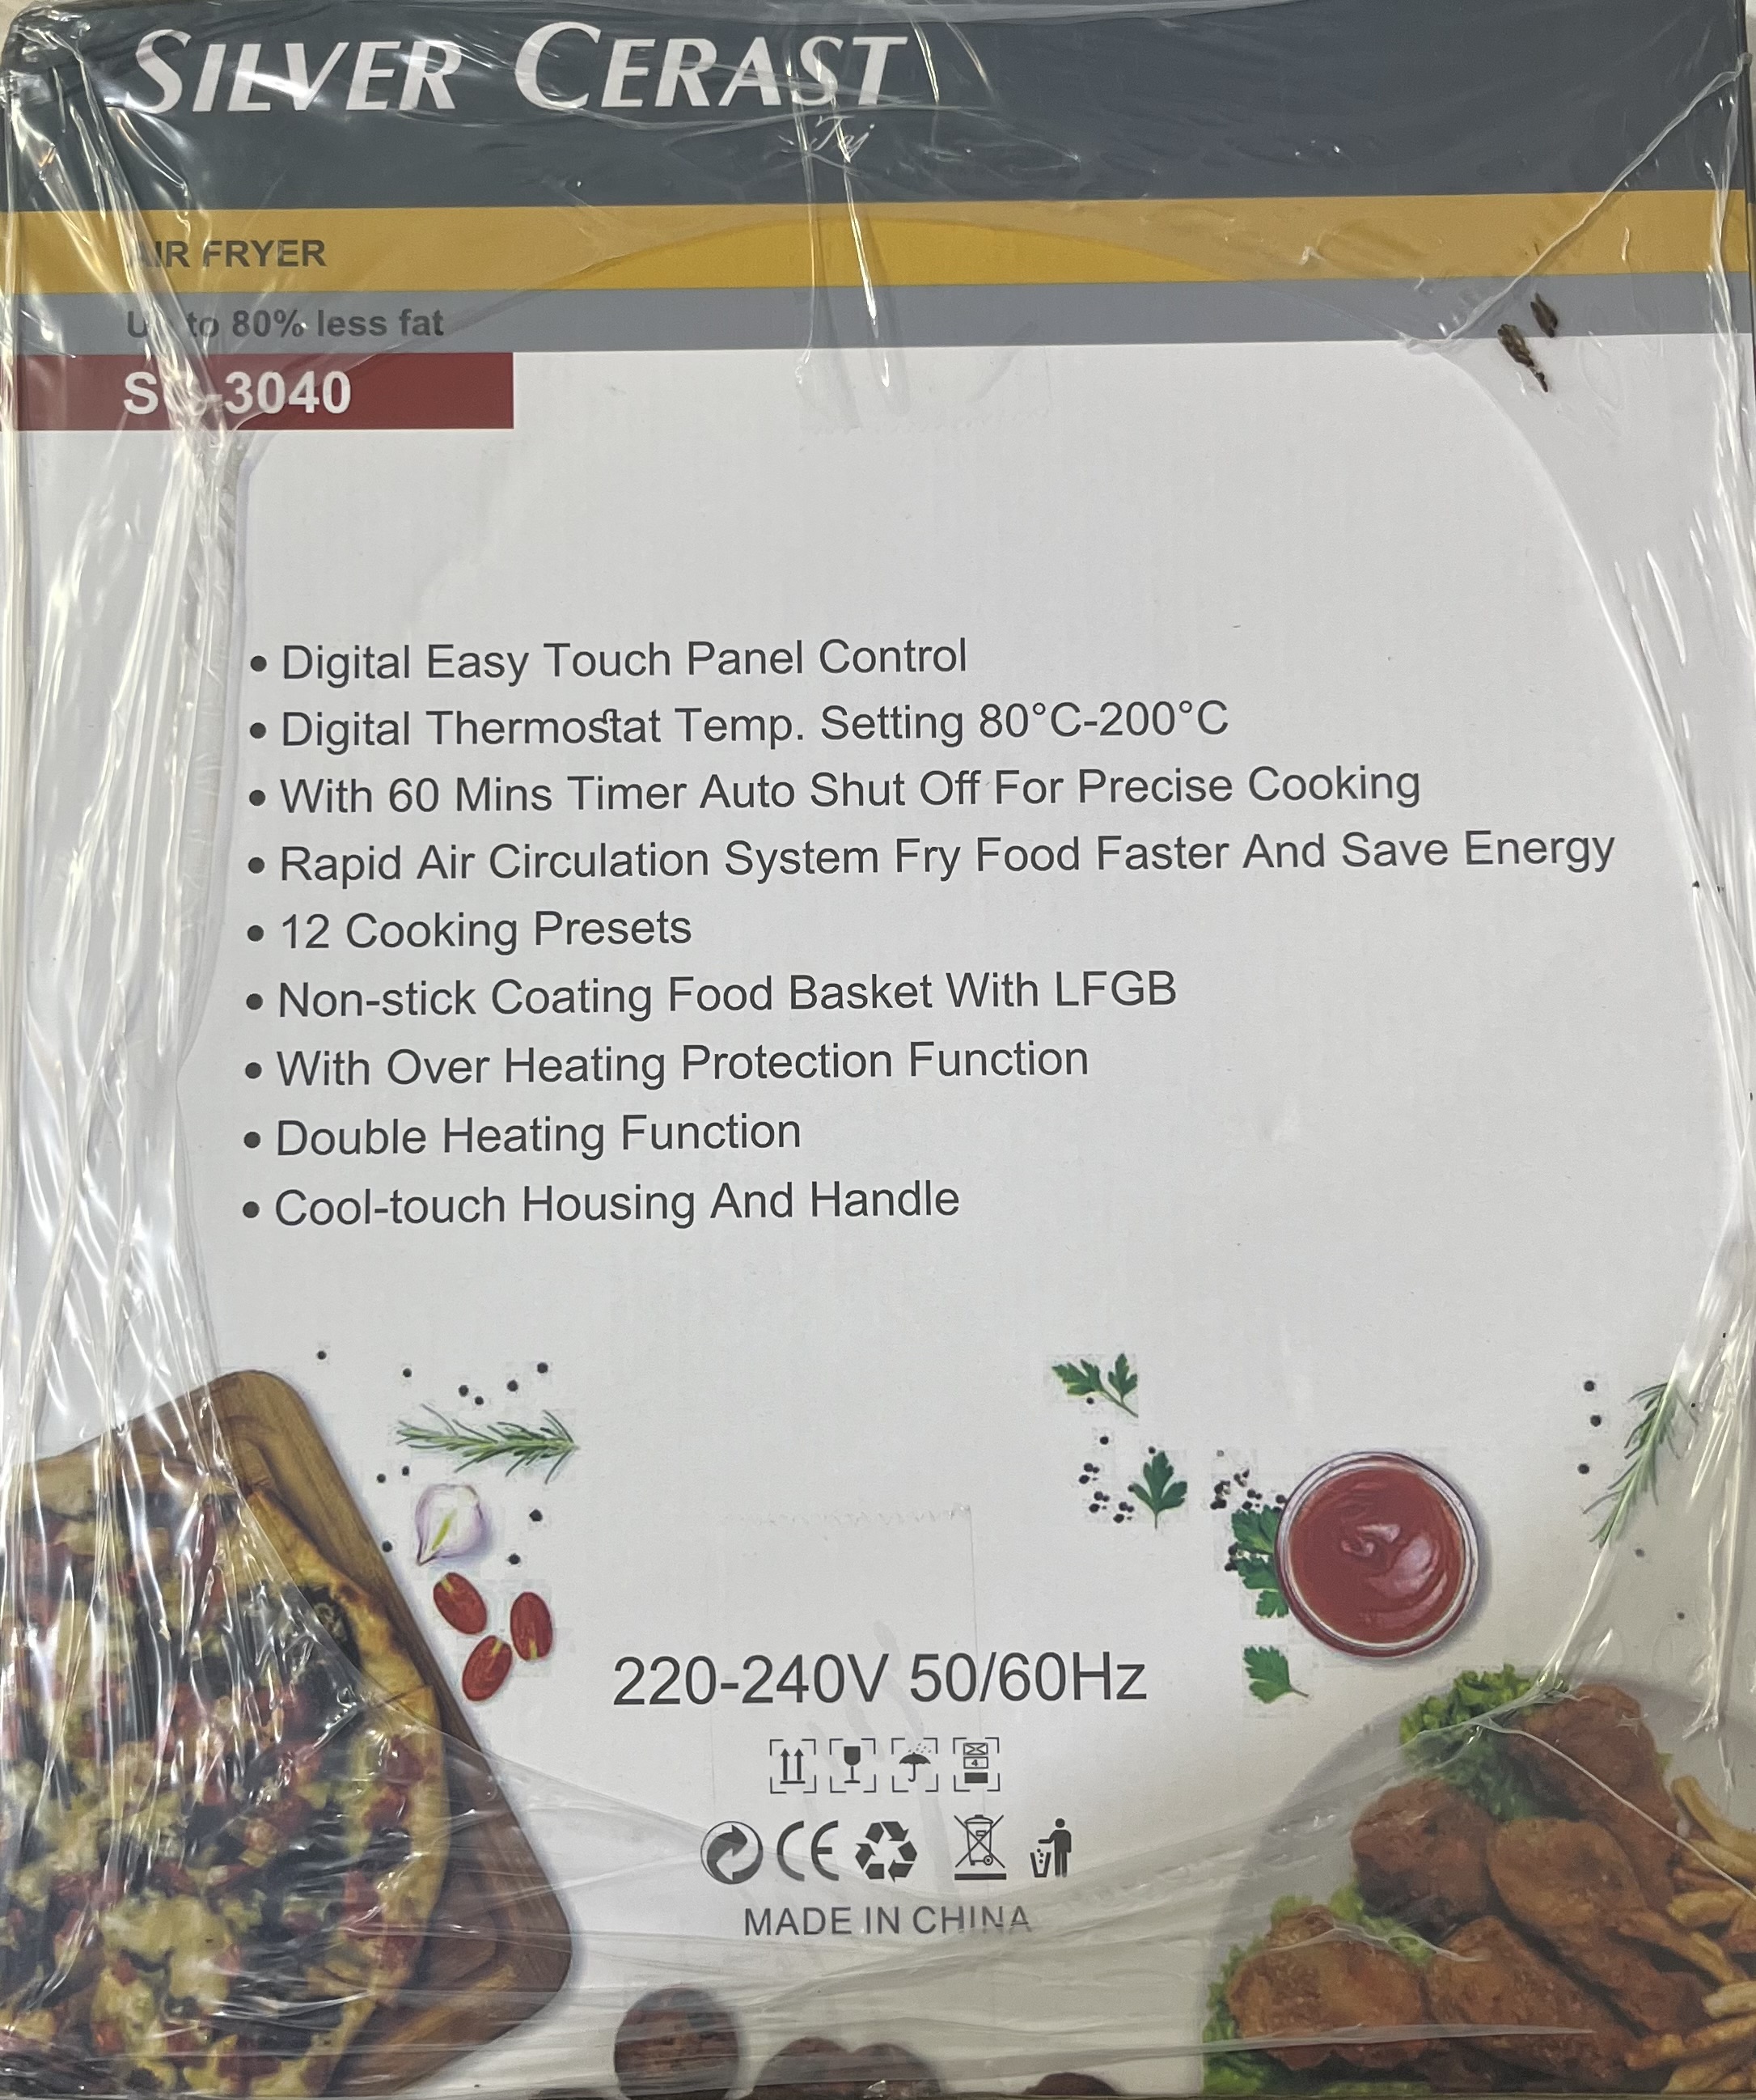 SILVER CERAST
AIR FRYER
Up to 80% less fat
SC-3040
• Digital Easy Touch Panel Control
• Digital Thermostat Temp. Setting 80°C-200°C
• With 60 Mins Timer Auto Shut Off For Precise Cooking
• Rapid Air Circulation System Fry Food Faster And Save Energy
• 12 Cooking Presets
• Non-stick Coating Food Basket With LFGB
• With Over Heating Protection Function
• Double Heating Function
• Cool-touch Housing And Handle
220-240V 50/60Hz
4
CE
MADE IN CHINA